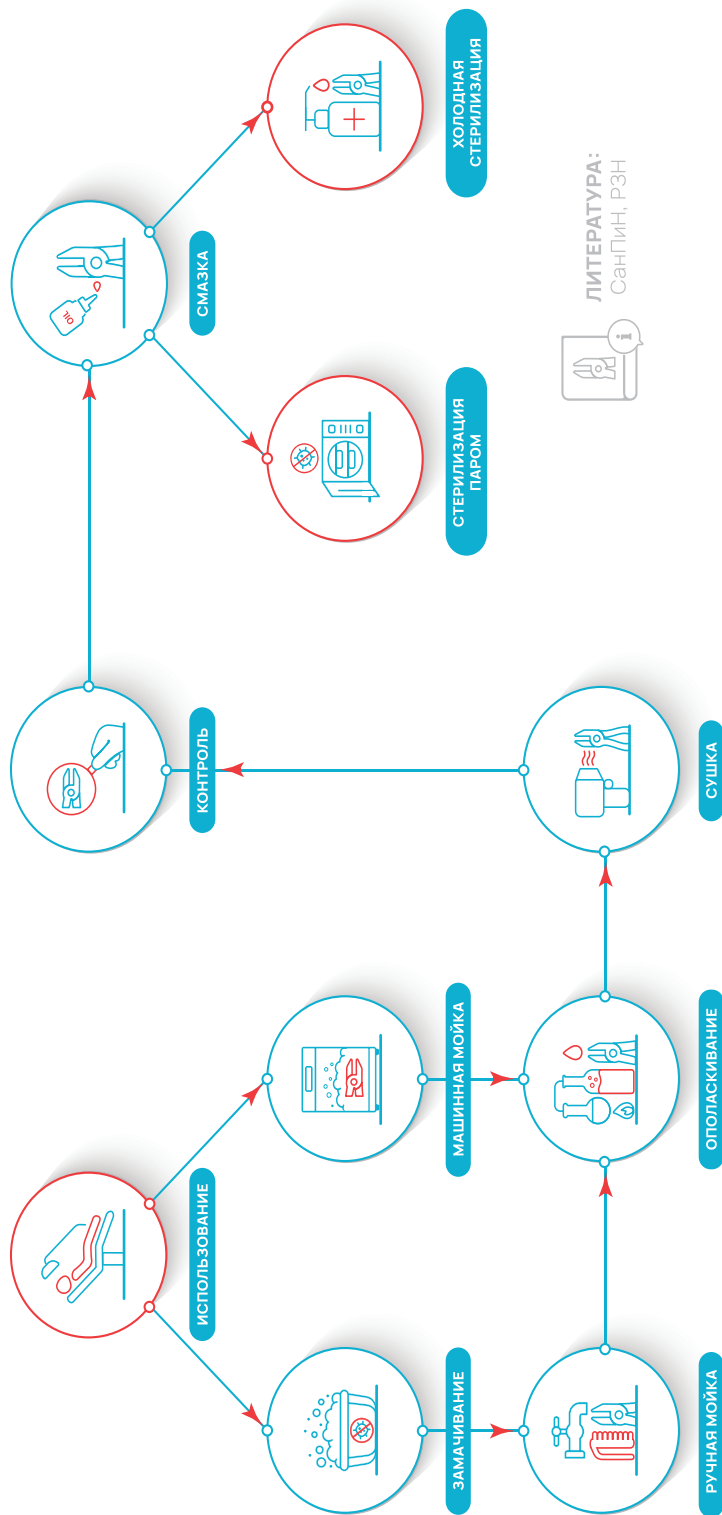 ИСПОЛЬЗОВАНИЕ
ЗАМАЧИВАНИЕ
МАШИННАЯ МОЙКА
РУЧНАЯ МОЙКА
ОПОЛАСКИВАНИЕ
СУШКА
КОНТРОЛЬ
OIL
СМАЗКА
СТЕРИЛИЗАЦИЯ
ПАРОМ
ХОЛОДНАЯ
СТЕРИЛИЗАЦИЯ
i
ЛИТЕРАТУРА:
СанПиН, РЗН